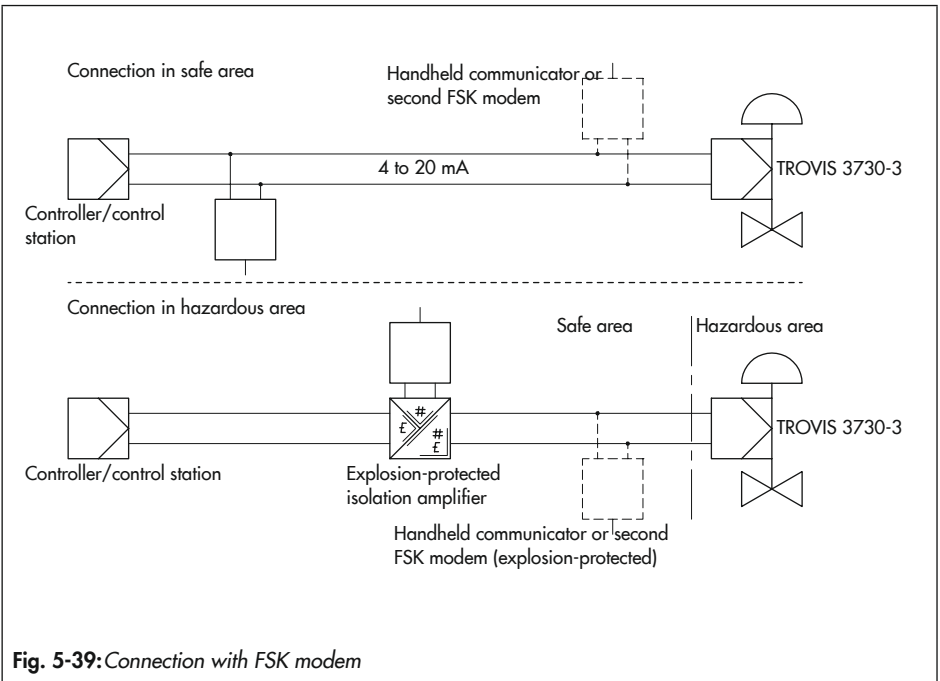 Connection in safe area
Handheld communicator or
second FSK modem
4 to 20 mA
TROVIS 3730-3
Controller/control
station
Connection in hazardous area
Safe area
Hazardous area
TROVIS 3730-3
Controller/control station
Explosion-protected
isolation amplifier
Handheld communicator or second
FSK modem (explosion-protected)
Fig. 5-39: Connection with FSK modem